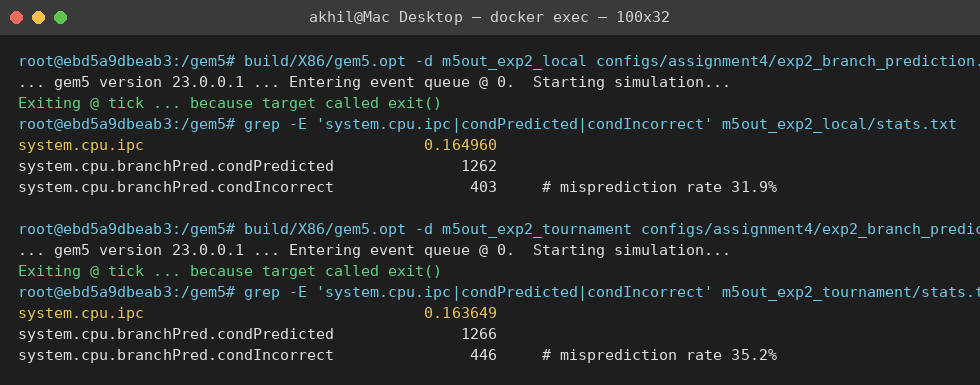 akhil@Mac Desktop — docker exec — 100x32
root@ebd5a9dbeab3:/gem5# build/X86/gem5.opt -d m5out_exp2_local configs/assignment4/exp2_branch_prediction.
... gem5 version 23.0.0.1 ... Entering event queue @ 0.  Starting simulation...
Exiting @ tick ... because target called exit()
root@ebd5a9dbeab3:/gem5# grep -E 'system.cpu.ipc|condPredicted|condIncorrect' m5out_exp2_local/stats.txt
system.cpu.ipc                               0.164960
system.cpu.branchPred.condPredicted              1262
system.cpu.branchPred.condIncorrect               403     # misprediction rate 31.9%
root@ebd5a9dbeab3:/gem5# build/X86/gem5.opt -d m5out_exp2_tournament configs/assignment4/exp2_branch_predic
... gem5 version 23.0.0.1 ... Entering event queue @ 0.  Starting simulation...
Exiting @ tick ... because target called exit()
root@ebd5a9dbeab3:/gem5# grep -E 'system.cpu.ipc|condPredicted|condIncorrect' m5out_exp2_tournament/stats.t
system.cpu.ipc                               0.163649
system.cpu.branchPred.condPredicted              1266
system.cpu.branchPred.condIncorrect               446     # misprediction rate 35.2%